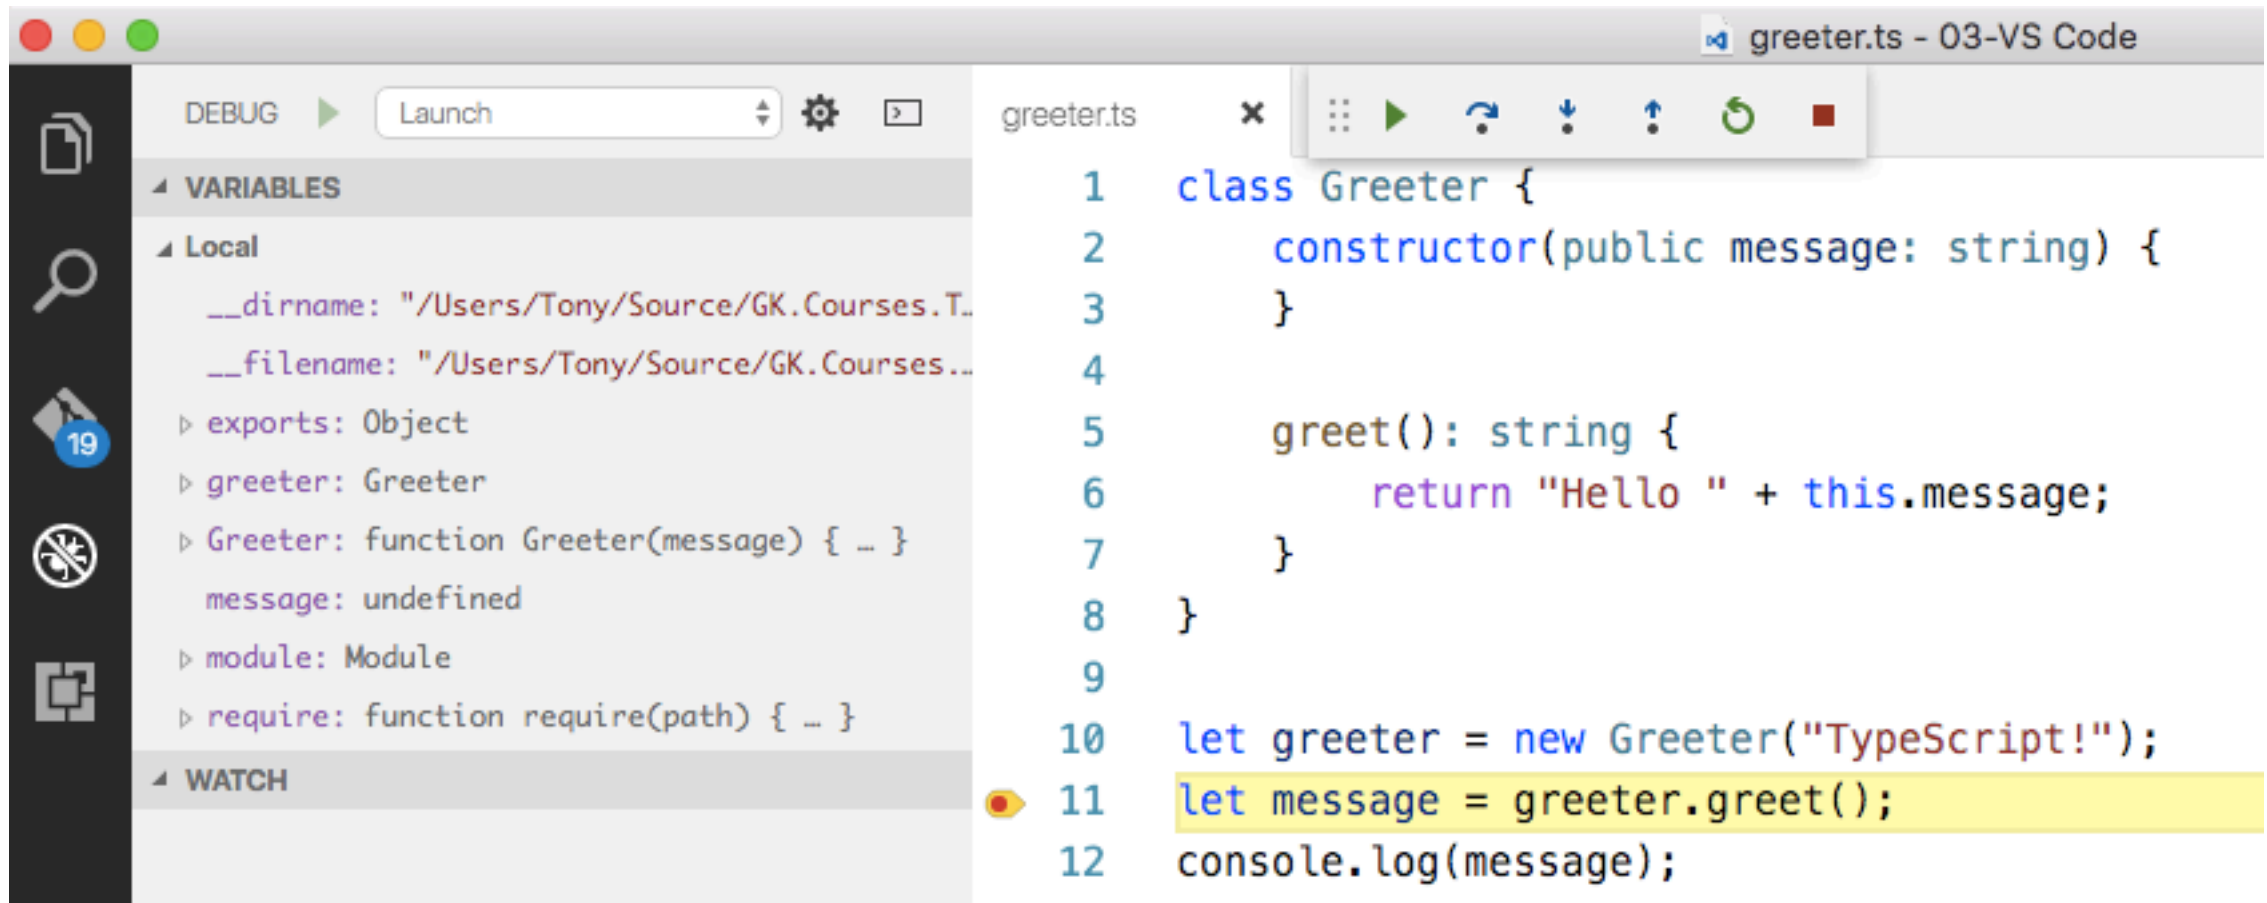 greeter.ts - 03-VS Code
DEBUG Launch
VARIABLES
Local
__dirname: "/Users/Tony/Source/GK.Courses.T…
__filename: "/Users/Tony/Source/GK.Courses.…
exports: Object
greeter: Greeter
Greeter: function Greeter(message) { … }
message: undefined
module: Module
require: function require(path) { … }
WATCH
19
greeter.ts
1 class Greeter {
2 constructor(public message: string) {
3 }
4
5 greet(): string {
6 return "Hello " + this.message;
7 }
8 }
9
10 let greeter = new Greeter("TypeScript!");
11 let message = greeter.greet();
12 console.log(message);